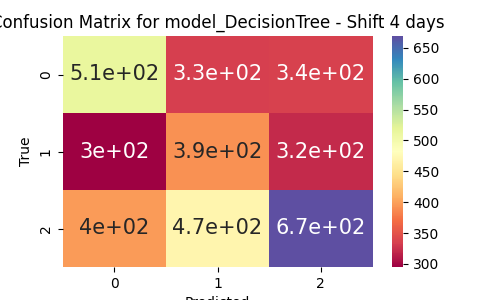 Confusion Matrix for model_DecisionTree - Shift 4 days
0 5.1e+02 3.3e+02 3.4e+02
1 3e+02 3.9e+02 3.2e+02
2 4e+02 4.7e+02 6.7e+02
True
0 1 2
Predicted
650
600
550
500
450
400
350
300